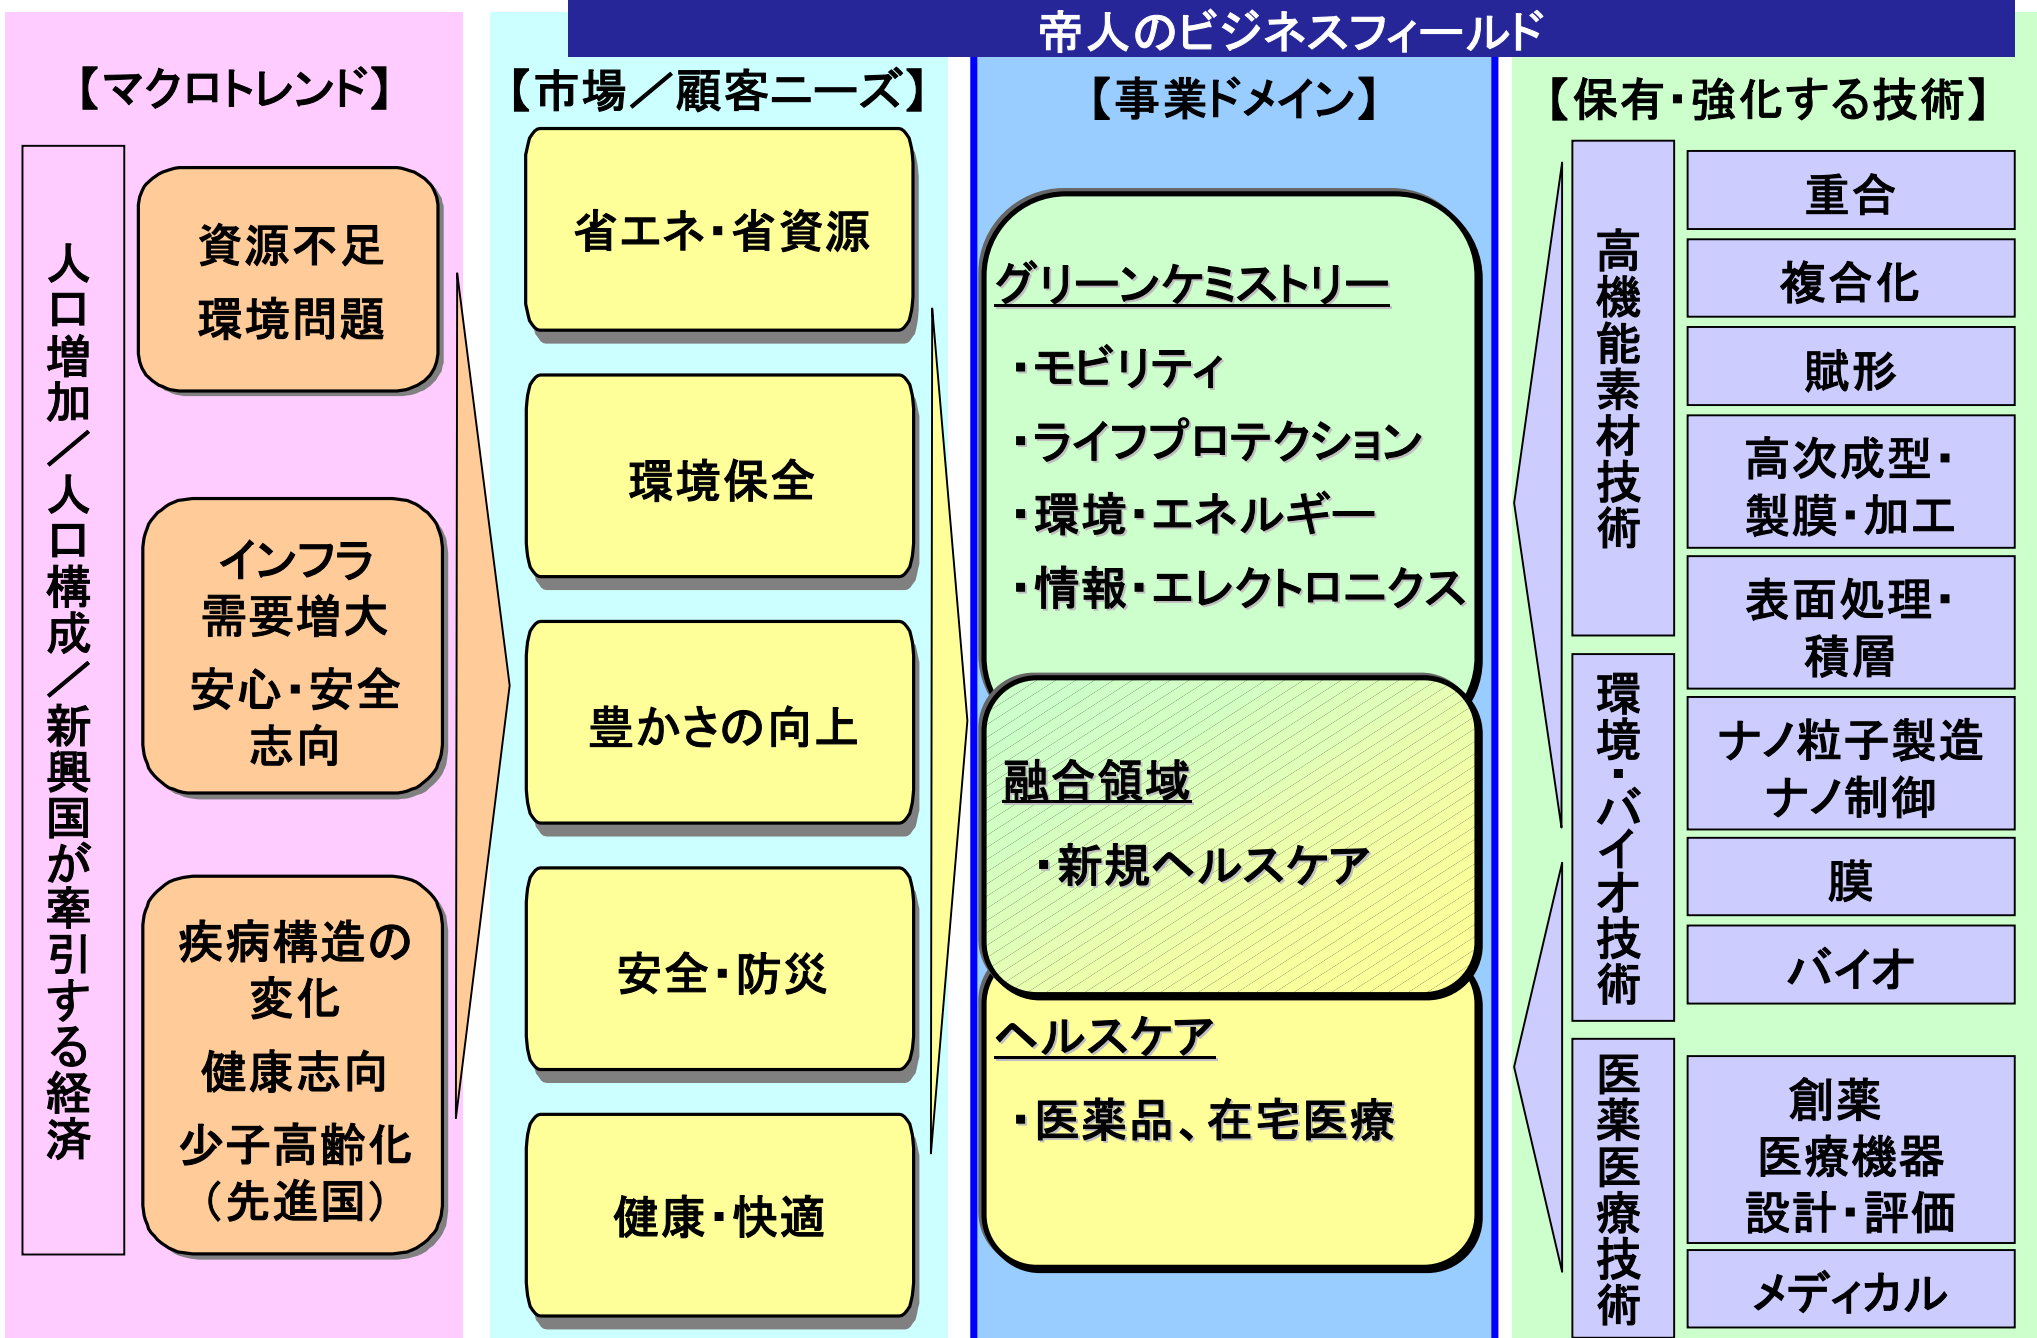 帝人のビジネスフィールド
【マクロトレンド】
人口増加／人口構成／新興国が牽引する経済
資源不足
環境問題
インフラ
需要増大
安心・安全
志向
疾病構造の
変化
健康志向
少子高齢化
（先進国）
【市場／顧客ニーズ】
省エネ・省資源
環境保全
豊かさの向上
安全・防災
健康・快適
【事業ドメイン】
グリーンケミストリー
・モビリティ
・ライフプロテクション
・環境・エネルギー
・情報・エレクトロニクス
融合領域
・新規ヘルスケア
ヘルスケア
・医薬品、在宅医療
【保有・強化する技術】
高機能素材技術
環境・バイオ技術
医薬医療技術
重合
複合化
賦形
高次成型・
製膜・加工
表面処理・
積層
ナノ粒子製造
ナノ制御
膜
バイオ
創薬
医療機器
設計・評価
メディカル